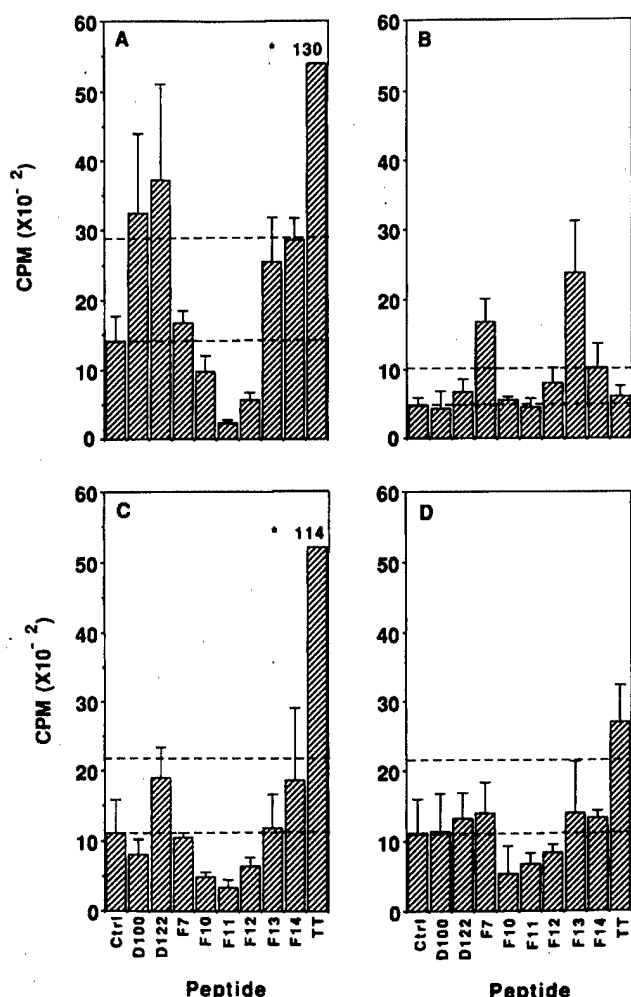 A
* 130
60
50
40
30
20
10
0
CPM (X10⁻²)
B
60
50
40
30
20
10
0
C
* 114
60
50
40
30
20
10
0
CPM (X10⁻²)
Ctrl
D100
D122
F7
F10
F11
F12
F13
F14
TT
Peptide
D
60
50
40
30
20
10
0
Ctrl
D100
D122
F7
F10
F11
F12
F13
F14
TT
Peptide